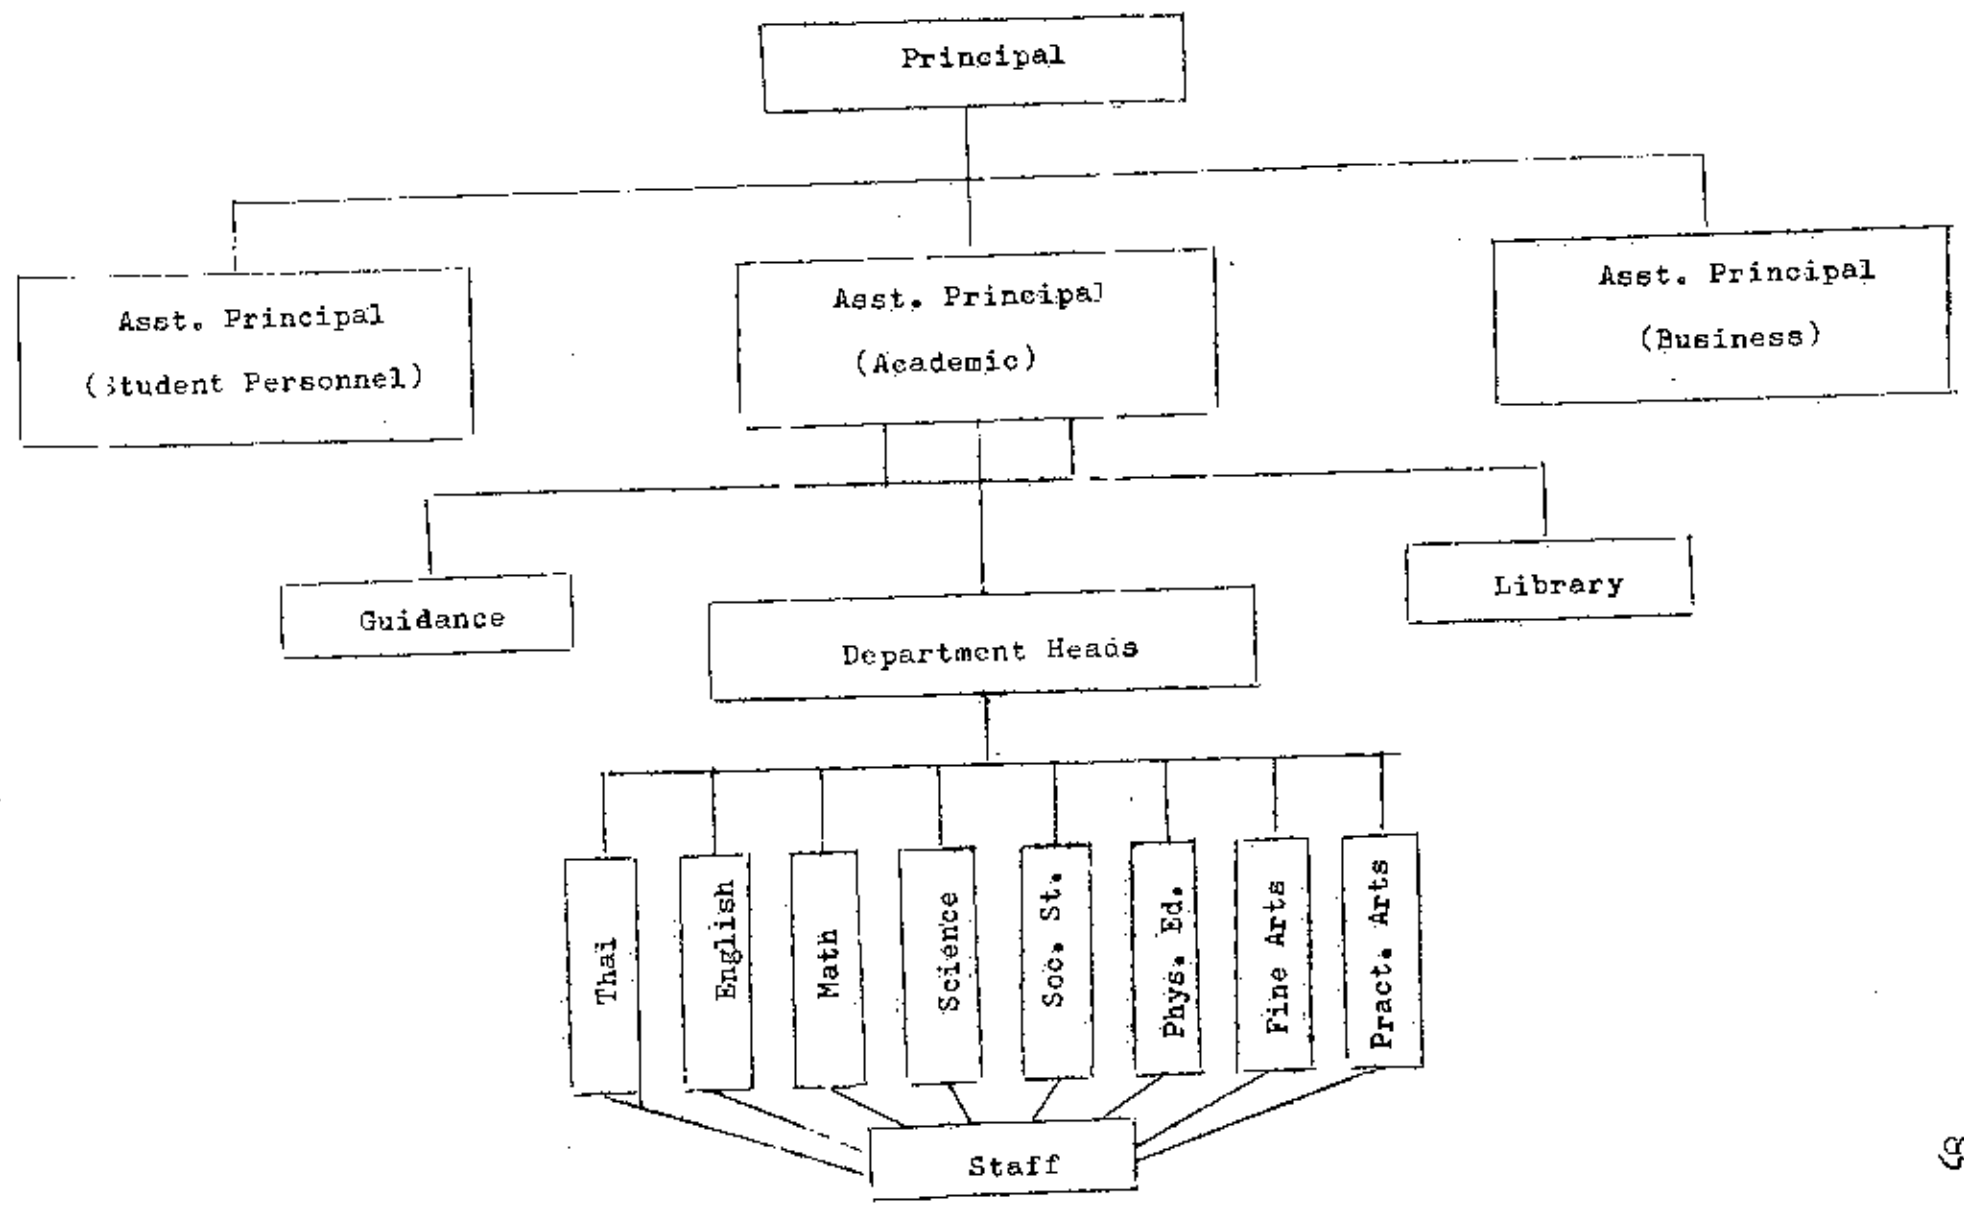 Principal
Asst. Principal
(Student Personnel)
Asst. Principal
(Academic)
Asst. Principal
(Business)
Guidance
Department Heads
Library
Thai
English
Math
Science
Soc. St.
Phys. Ed.
Fine Arts
Pract. Arts
Staff